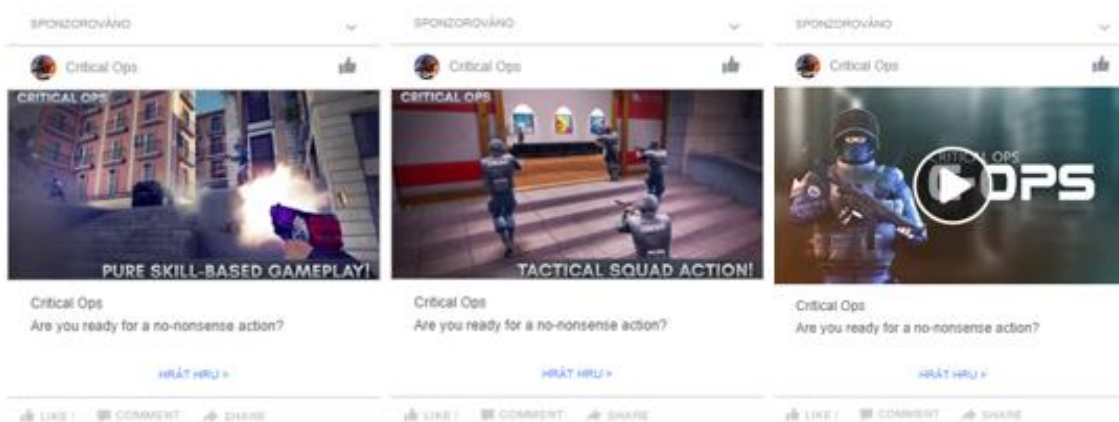 SPONZOROVÁNO
Critical Ops
CRITICAL OPS
PURE SKILL-BASED GAMEPLAY!
Critical Ops
Are you ready for a no-nonsense action?
HRÁT HRU >
LIKE COMMENT SHARE
SPONZOROVÁNO
Critical Ops
CRITICAL OPS
TACTICAL SQUAD ACTION!
Critical Ops
Are you ready for a no-nonsense action?
HRÁT HRU >
LIKE COMMENT SHARE
SPONZOROVÁNO
Critical Ops
CRITICAL OPS
C-OPS
Critical Ops
Are you ready for a no-nonsense action?
HRÁT HRU >
LIKE COMMENT SHARE